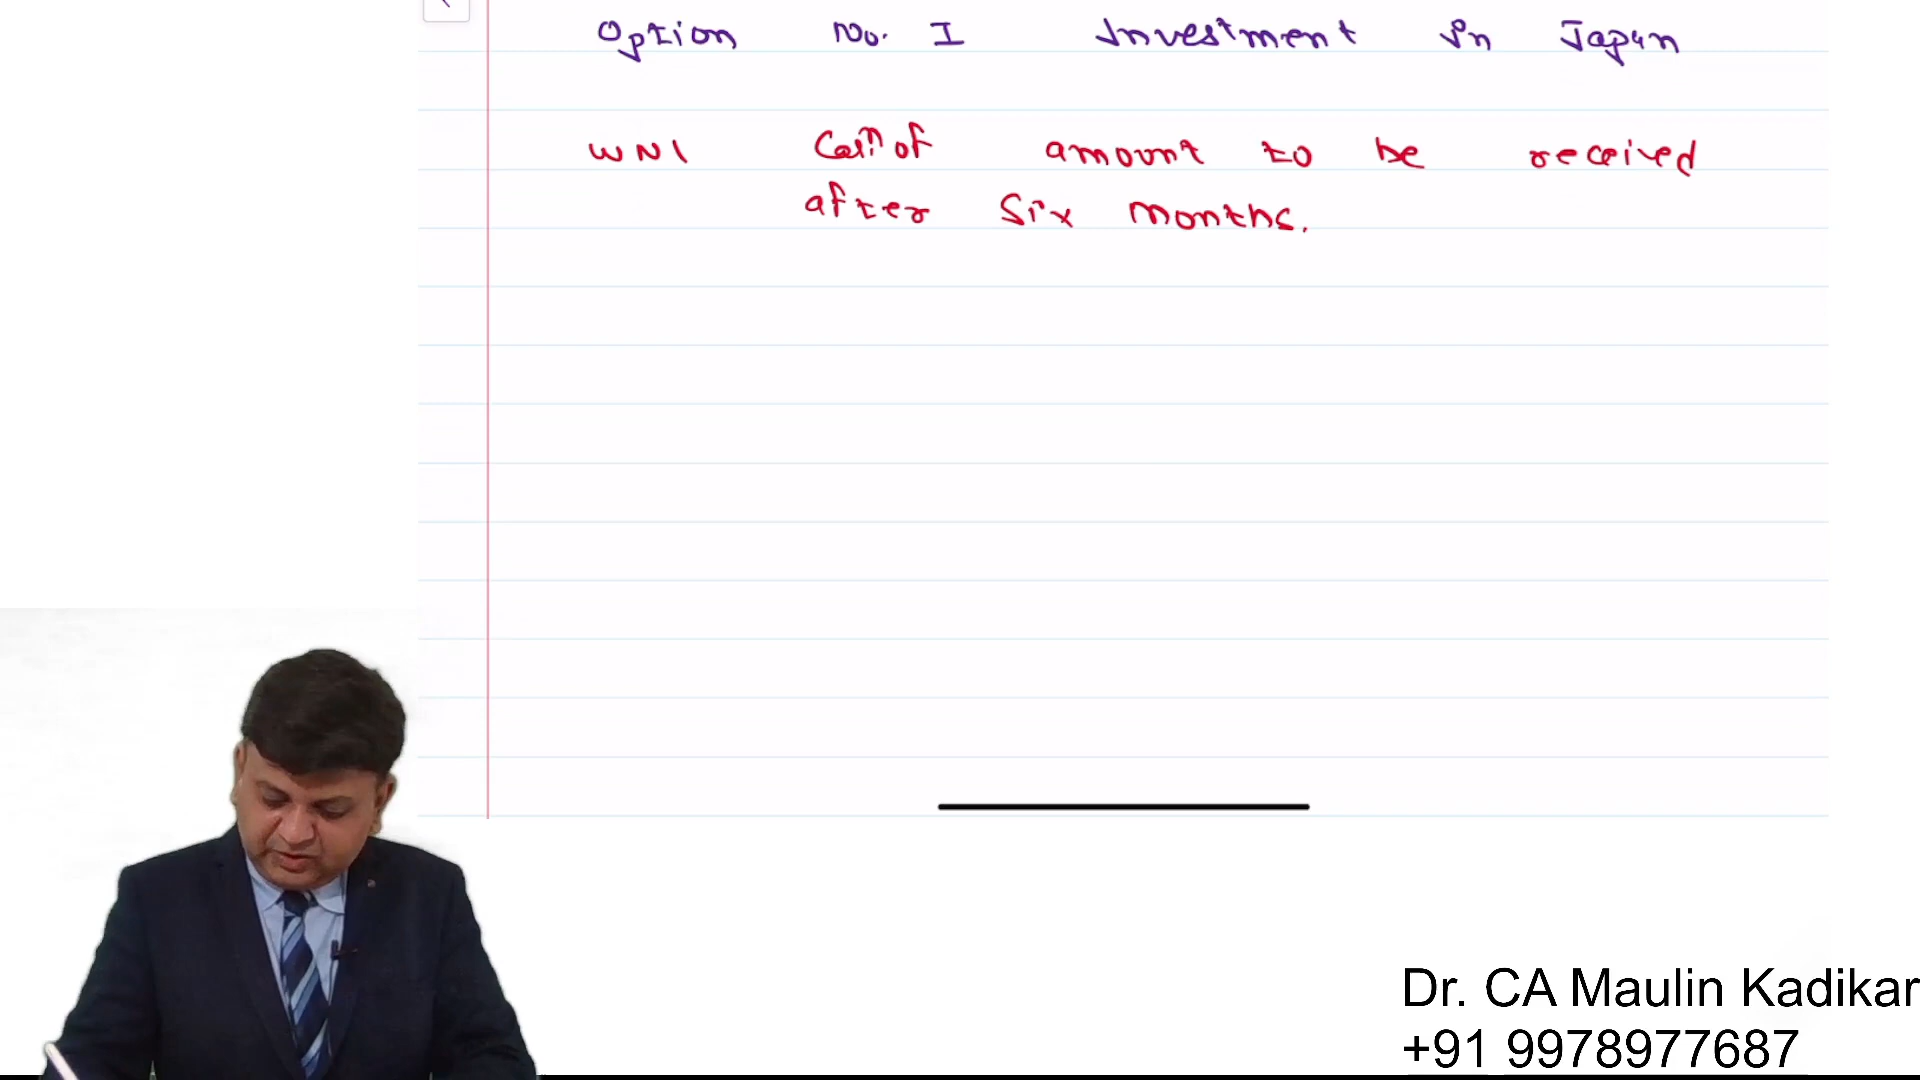 Option No. I Investment in Japan
WN1 Calñ of amount to be received
after six months.
Dr. CA Maulin Kadikar
+91 9978977687